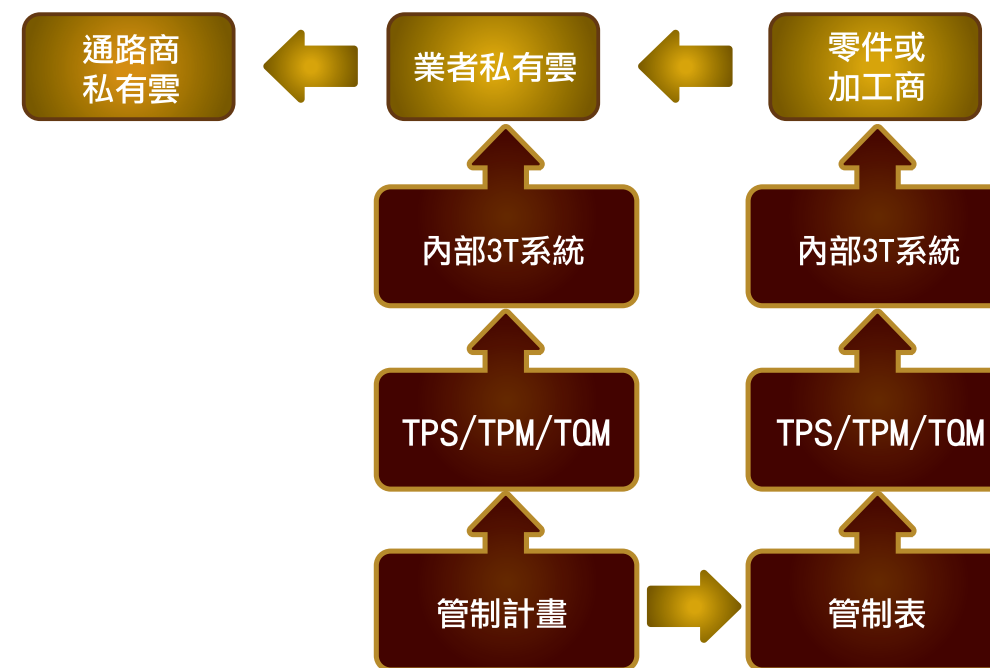 通路商
私有雲
業者私有雲
零件或
加工商
內部3T系統
內部3T系統
TPS/TPM/TQM
TPS/TPM/TQM
管制計畫
管制表